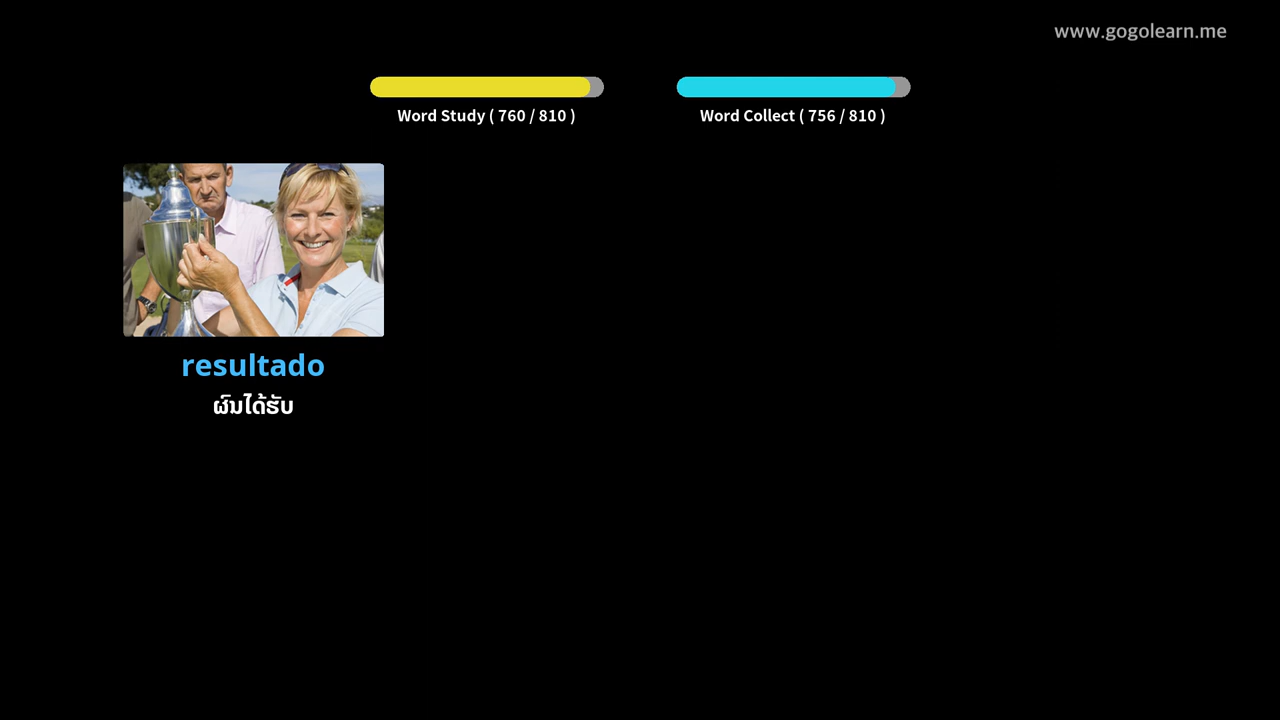 www.gogolearn.me
Word Study ( 760 / 810 )
Word Collect ( 756 / 810 )
resultado
ຜົນໄດ້ຮັບ